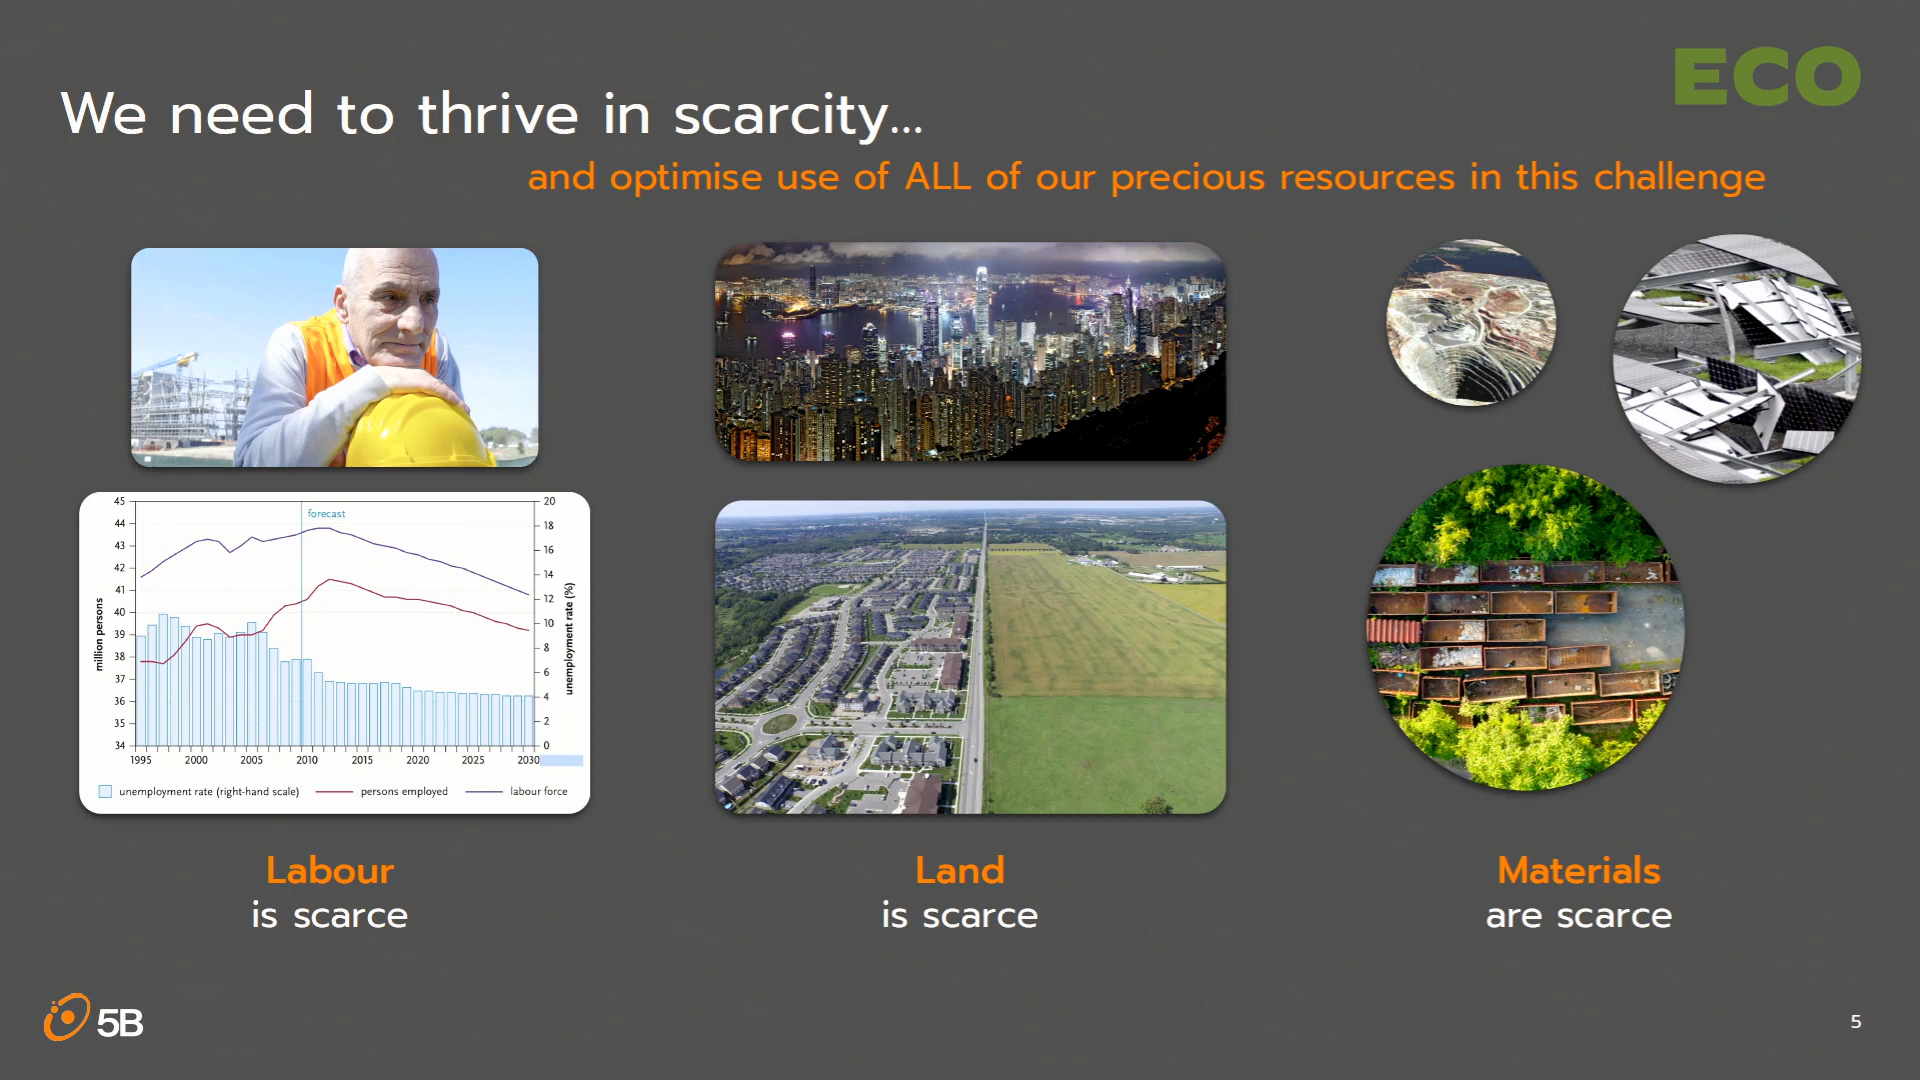 ECO
We need to thrive in scarcity...
and optimise use of ALL of our precious resources in this challenge
45
44
43
42
41
40
39
38
37
36
35
34
million persons
forecast
20
18
16
14
12
10
8
6
4
2
0
unemployment rate (%)
1995 2000 2005 2010 2015 2020 2025 2030
unemployment rate (right-hand scale) persons employed labour force
Labour
is scarce
Land
is scarce
Materials
are scarce
5B
5